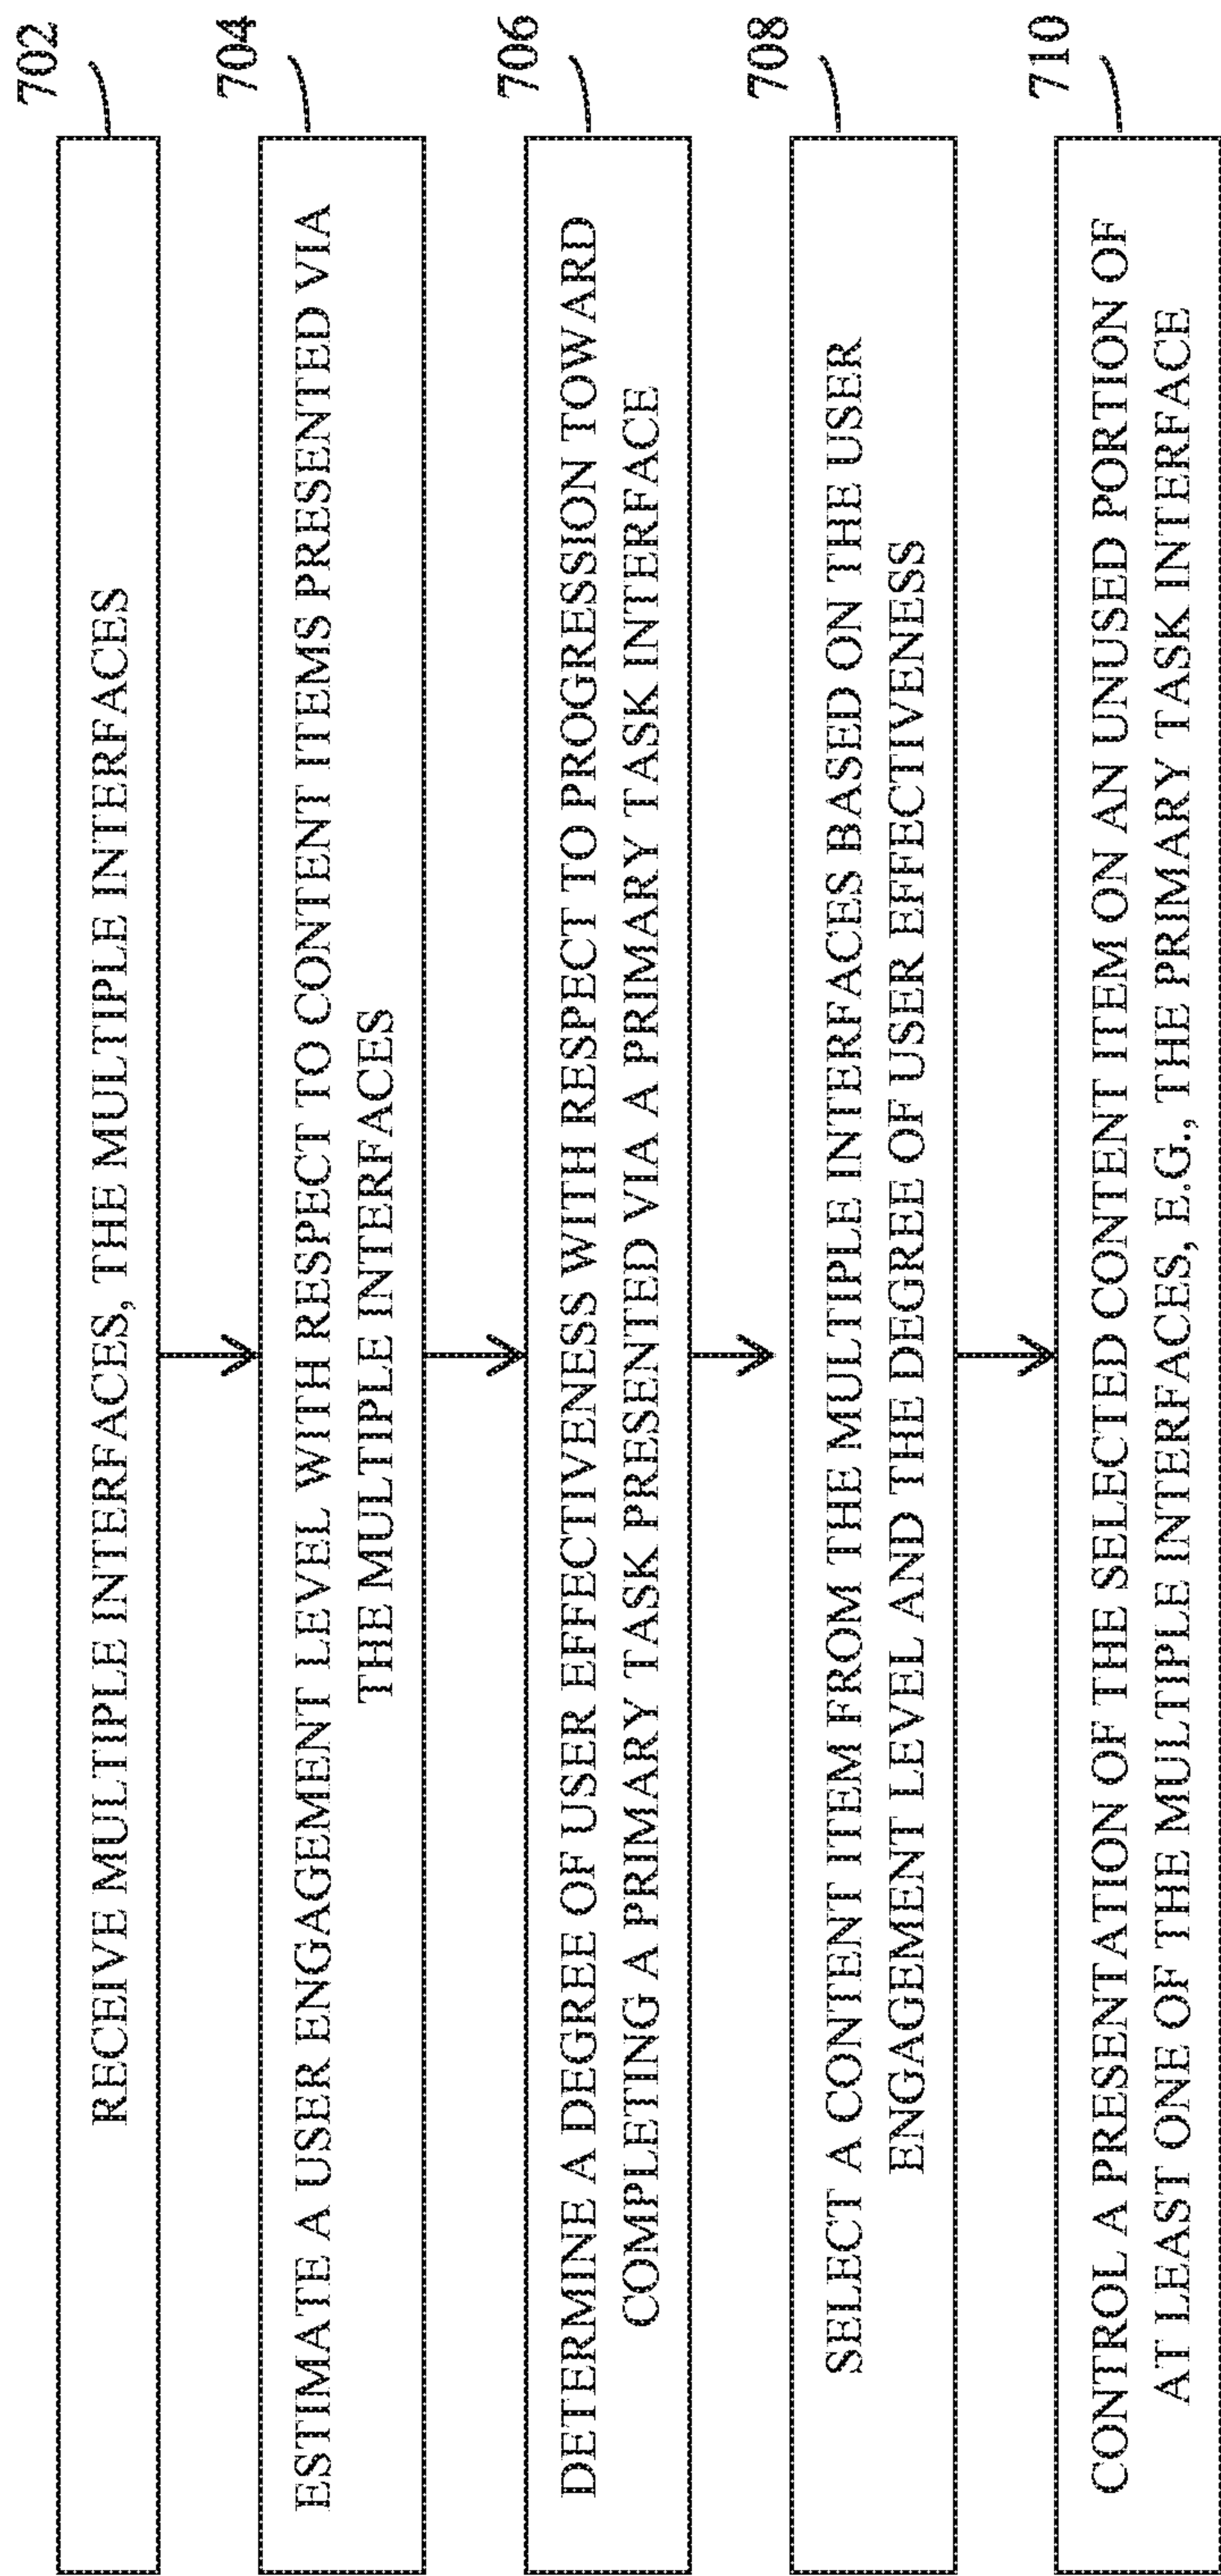 702
RECEIVE MULTIPLE INTERFACES, THE MULTIPLE INTERFACES
704
ESTIMATE A USER ENGAGEMENT LEVEL WITH RESPECT TO CONTENT ITEMS PRESENTED VIA
THE MULTIPLE INTERFACES
706
DETERMINE A DEGREE OF USER EFFECTIVENESS WITH RESPECT TO PROGRESSION TOWARD
COMPLETING A PRIMARY TASK PRESENTED VIA A PRIMARY TASK INTERFACE
708
SELECT A CONTENT ITEM FROM THE MULTIPLE INTERFACES BASED ON THE USER
ENGAGEMENT LEVEL AND THE DEGREE OF USER EFFECTIVENESS
710
CONTROL A PRESENTATION OF THE SELECTED CONTENT ITEM ON AN UNUSED PORTION OF
AT LEAST ONE OF THE MULTIPLE INTERFACES, E.G., THE PRIMARY TASK INTERFACE